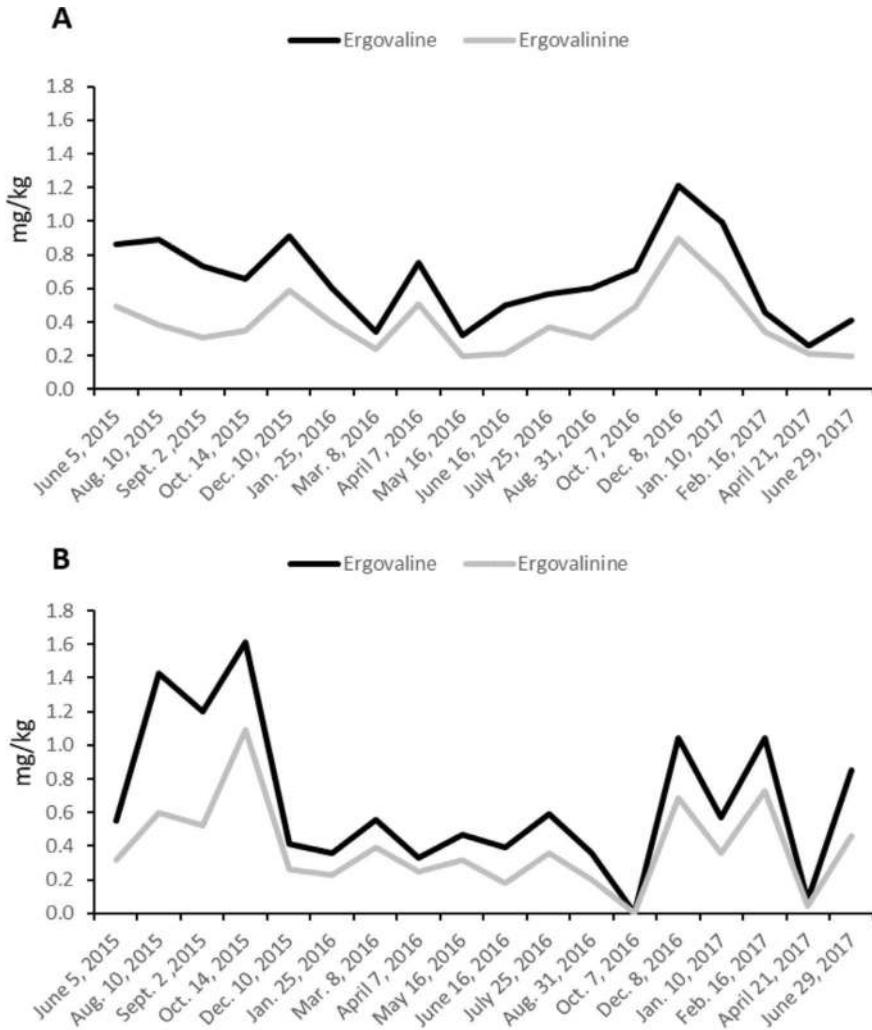 A
Ergovaline Ergovalinine
1.8
1.6
1.4
1.2
1.0
0.8
0.6
0.4
0.2
0.0
mg/kg
June 5, 2015
Aug. 10, 2015
Sept. 2 ,2015
Oct. 14, 2015
Dec. 10, 2015
Jan. 25, 2016
Mar. 8, 2016
April 7, 2016
May 16, 2016
June 16, 2016
July 25, 2016
Aug. 31, 2016
Oct. 7, 2016
Dec. 8, 2016
Jan. 10, 2017
Feb. 16, 2017
April 21, 2017
June 29, 2017
B
Ergovaline Ergovalinine
1.8
1.6
1.4
1.2
1.0
0.8
0.6
0.4
0.2
0.0
mg/kg
June 5, 2015
Aug. 10, 2015
Sept. 2 ,2015
Oct. 14, 2015
Dec. 10, 2015
Jan. 25, 2016
Mar. 8, 2016
April 7, 2016
May 16, 2016
June 16, 2016
July 25, 2016
Aug. 31, 2016
Oct. 7, 2016
Dec. 8, 2016
Jan. 10, 2017
Feb. 16, 2017
April 21, 2017
June 29, 2017